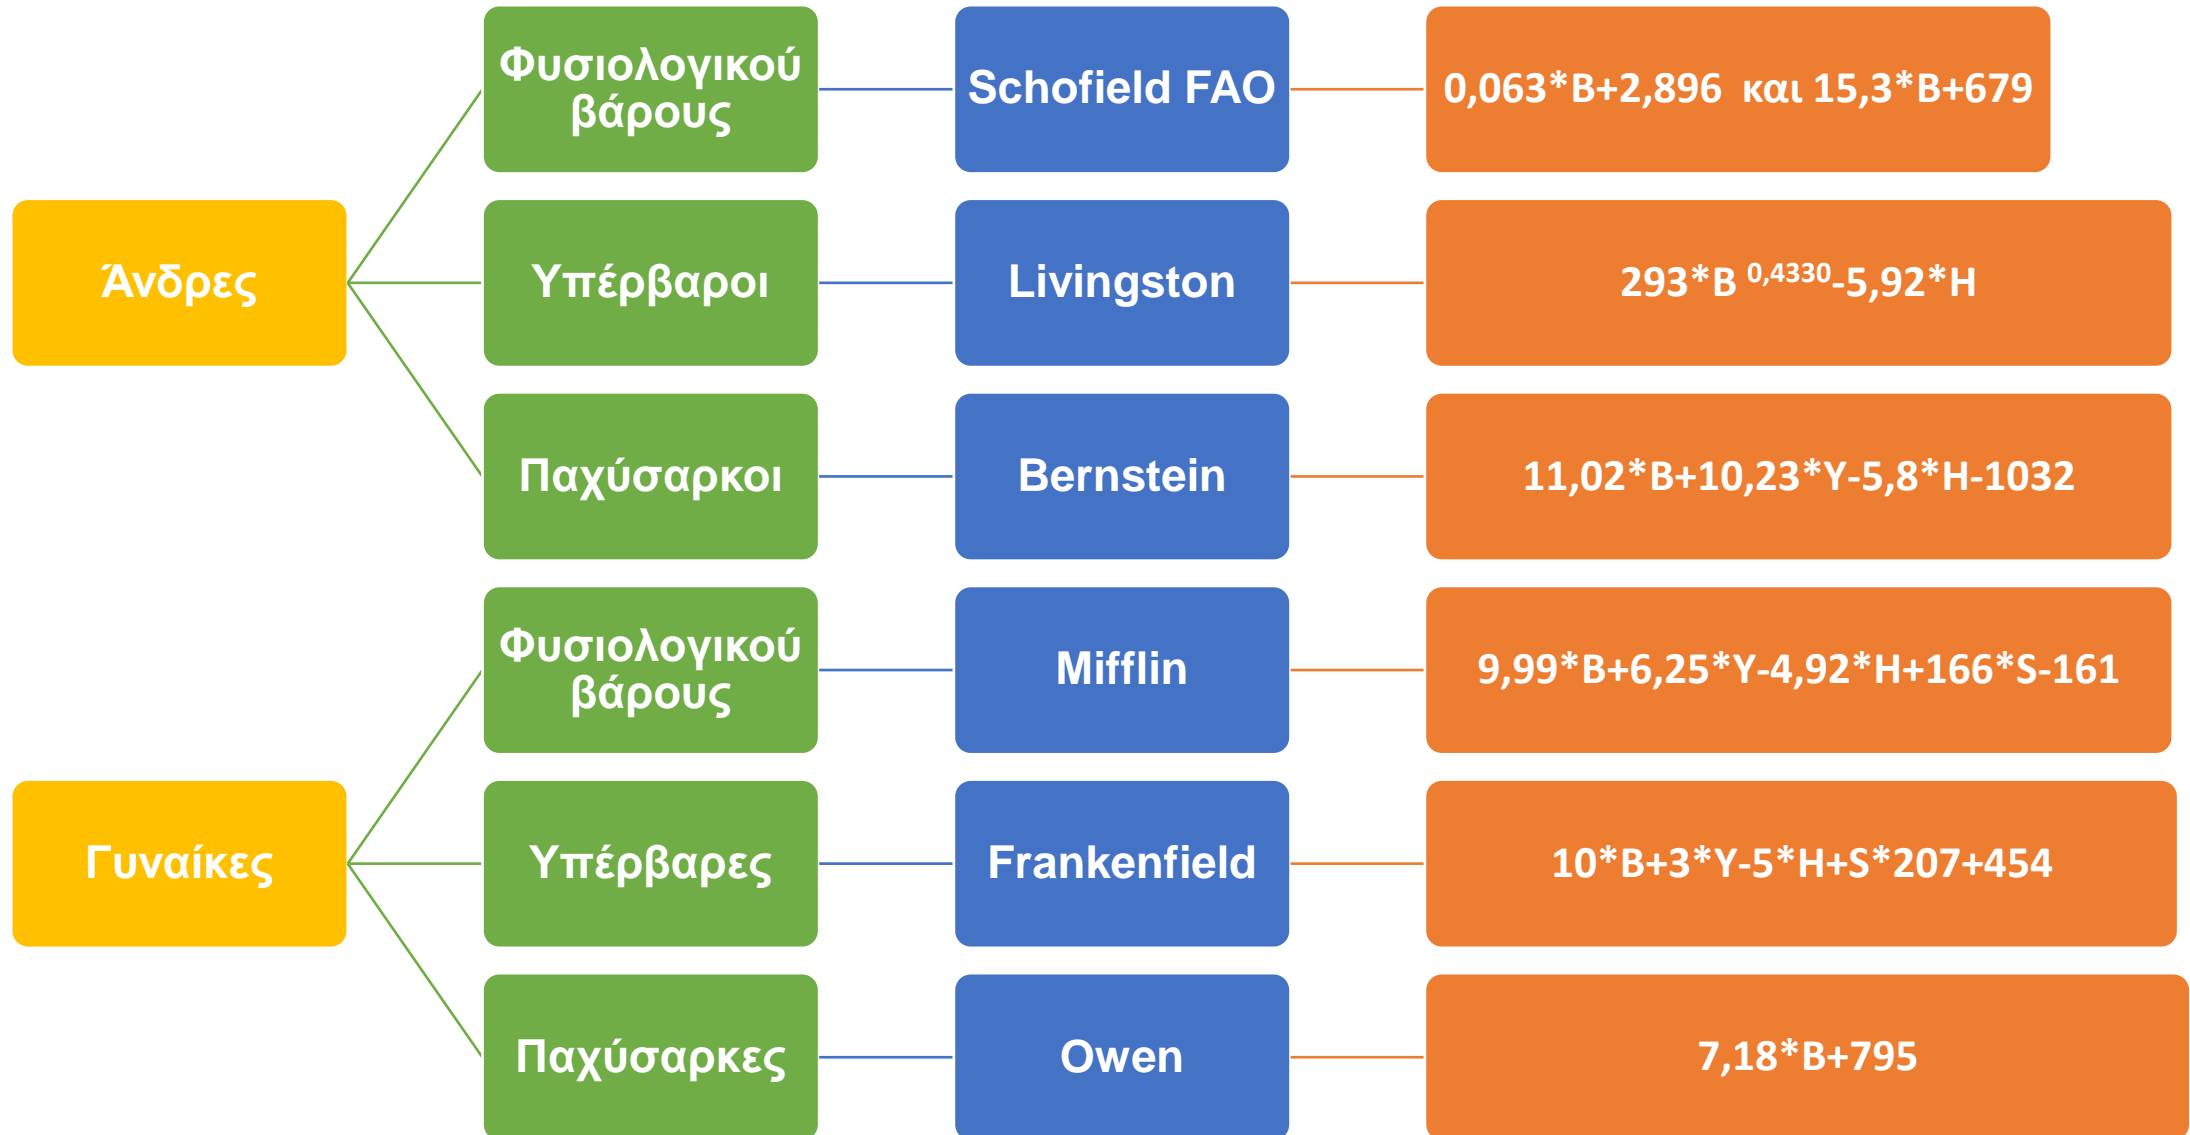 Φυσιολογικού
βάρους
Schofield FAO
0,063*B+2,896 και 15,3*B+679
Άνδρες
Υπέρβαροι
Livingston
293*B 0,4330-5,92*H
Παχύσαρκοι
Bernstein
11,02*B+10,23*Y-5,8*H-1032
Φυσιολογικού
βάρους
Mifflin
9,99*B+6,25*Y-4,92*H+166*S-161
Γυναίκες
Υπέρβαρες
Frankenfield
10*B+3*Y-5*H+S*207+454
Παχύσαρκες
Owen
7,18*B+795